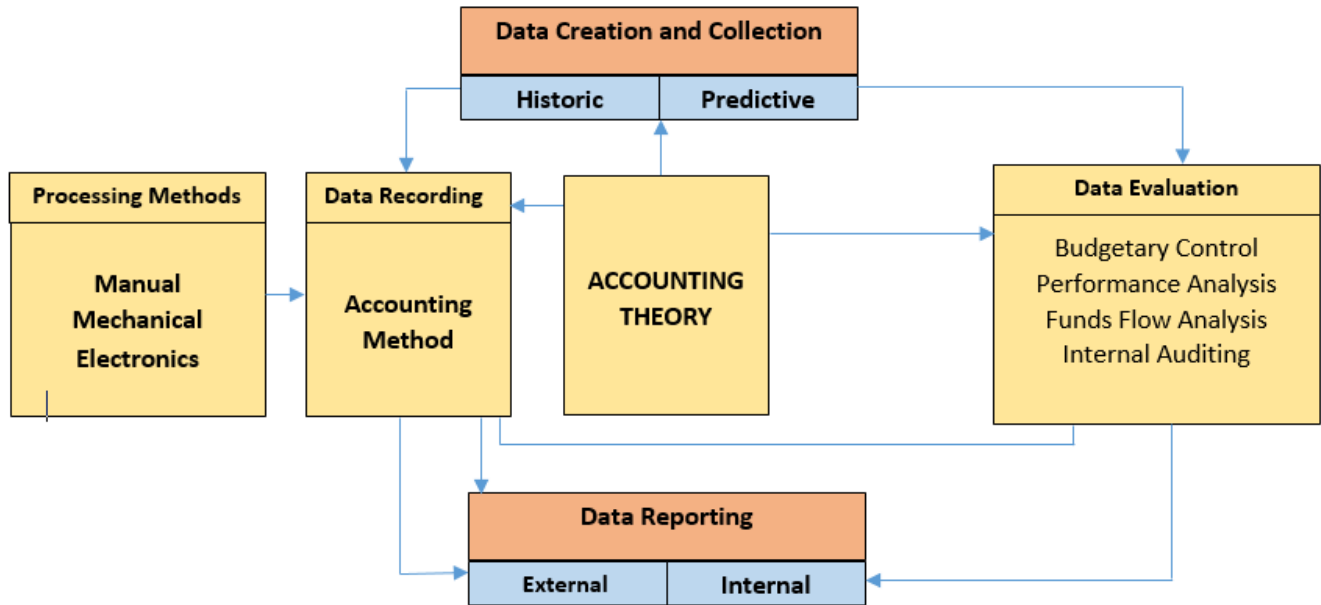 Data Creation and Collection
Historic
Predictive
Processing Methods
Manual
Mechanical
Electronics
Data Recording
Accounting
Method
ACCOUNTING
THEORY
Data Evaluation
Budgetary Control
Performance Analysis
Funds Flow Analysis
Internal Auditing
Data Reporting
External
Internal